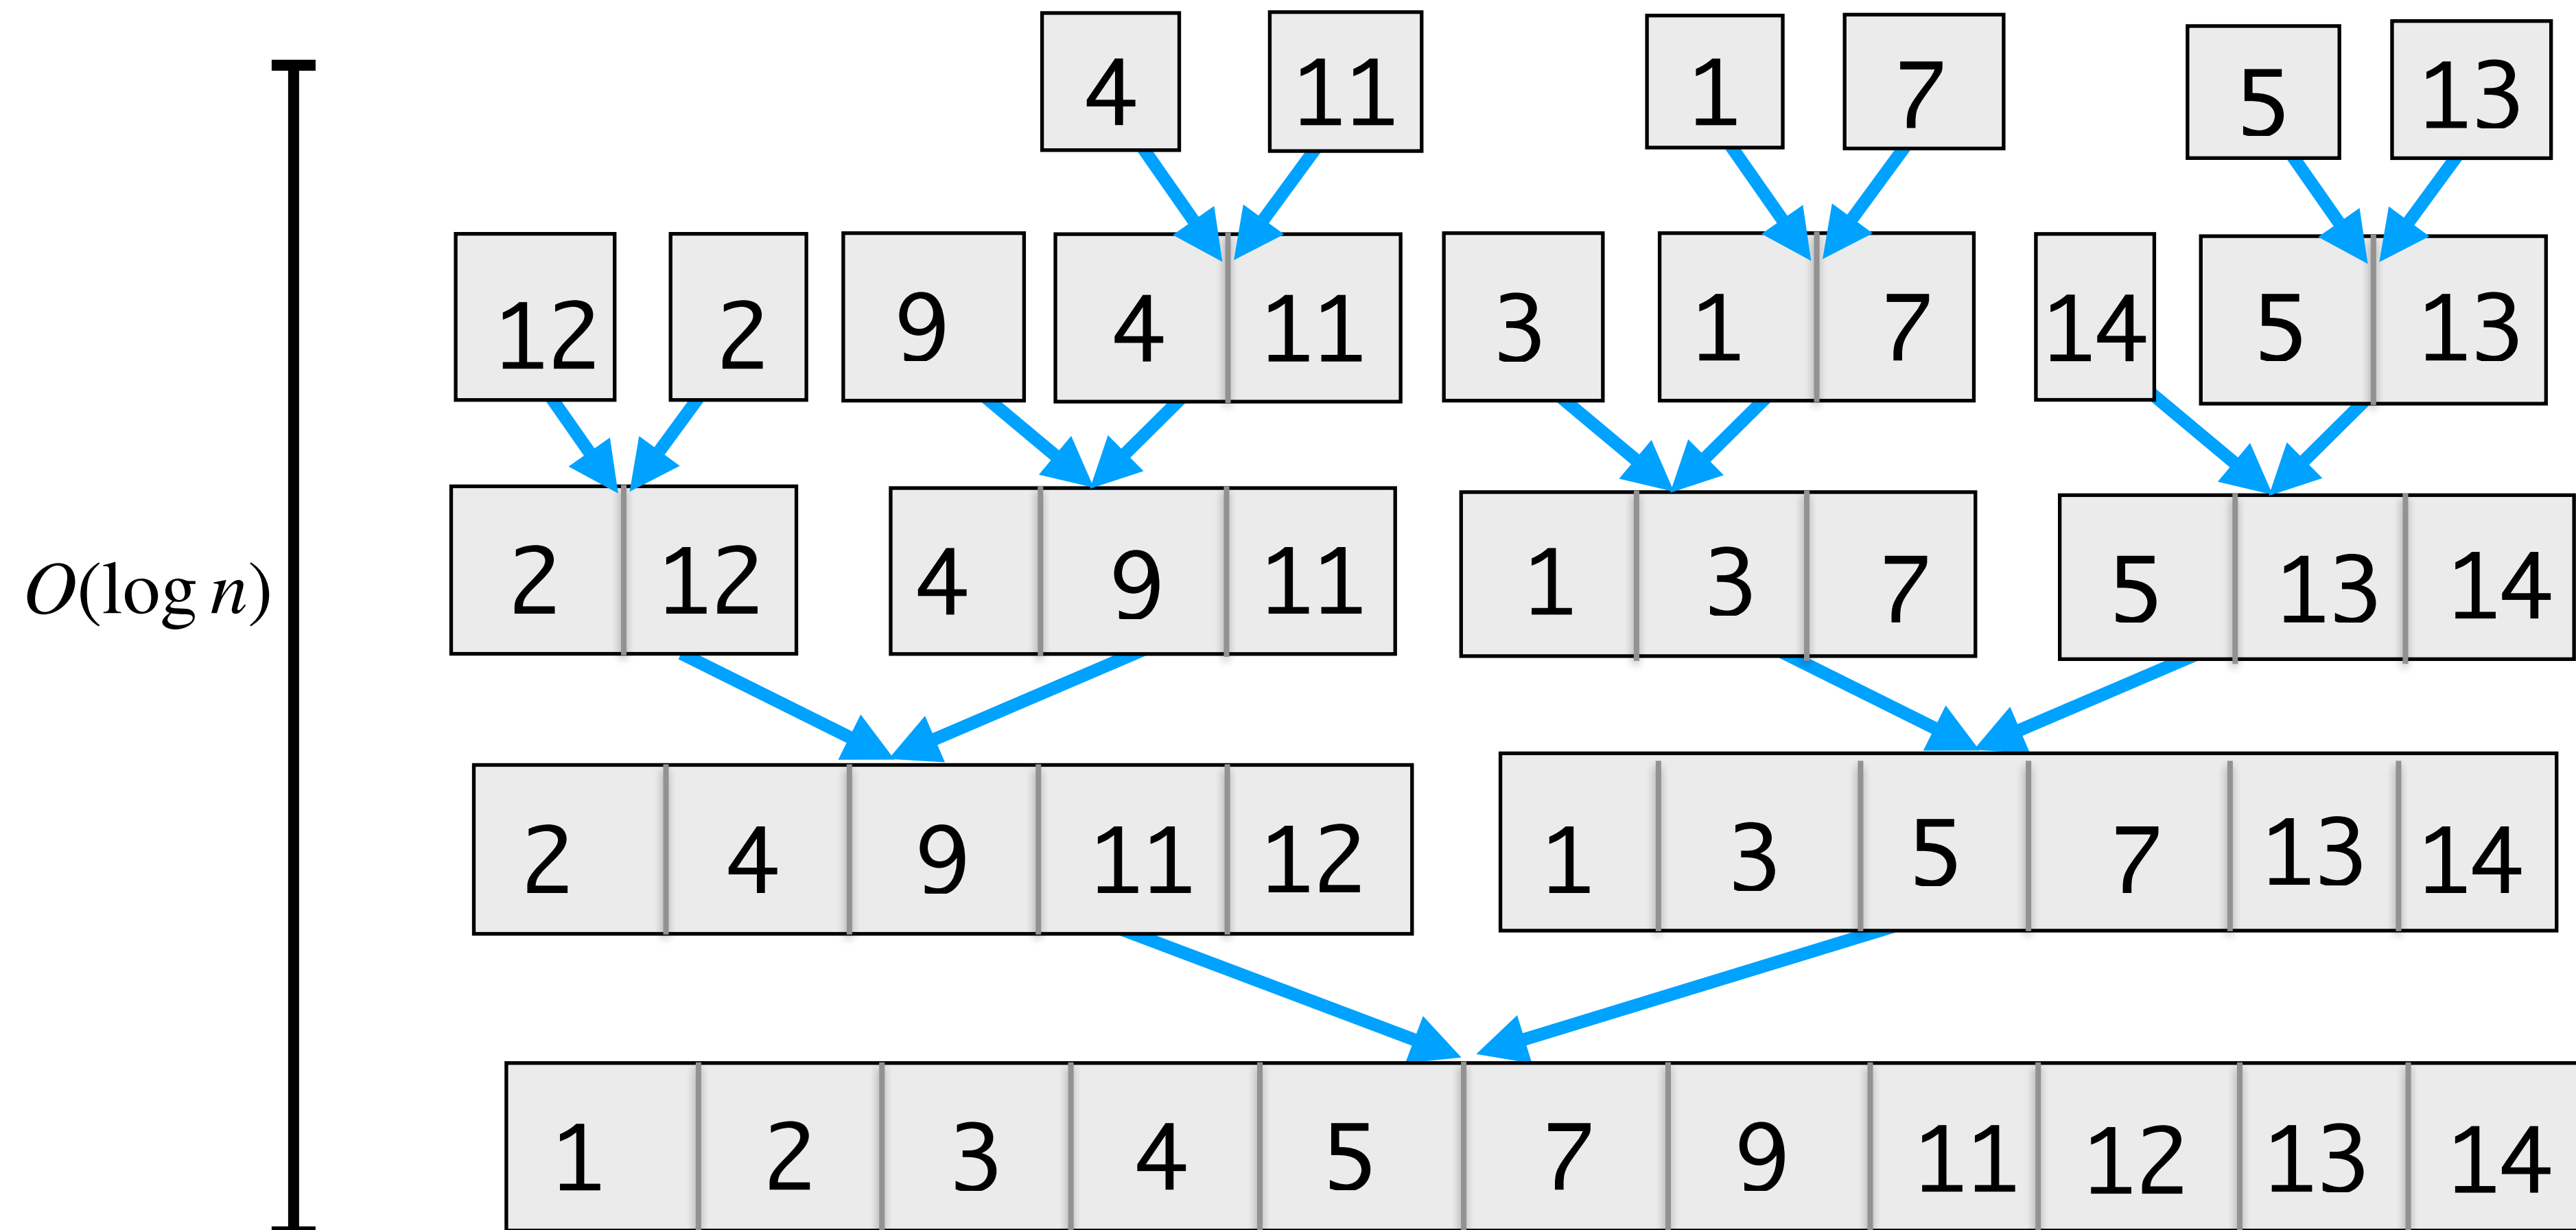 4 11 1 7 5 13
12 2 9 4 11 3 1 7 14 5 13
O(log n)
2 12 4 9 11 1 3 7 5 13 14
2 4 9 11 12 1 3 5 7 13 14
1 2 3 4 5 7 9 11 12 13 14